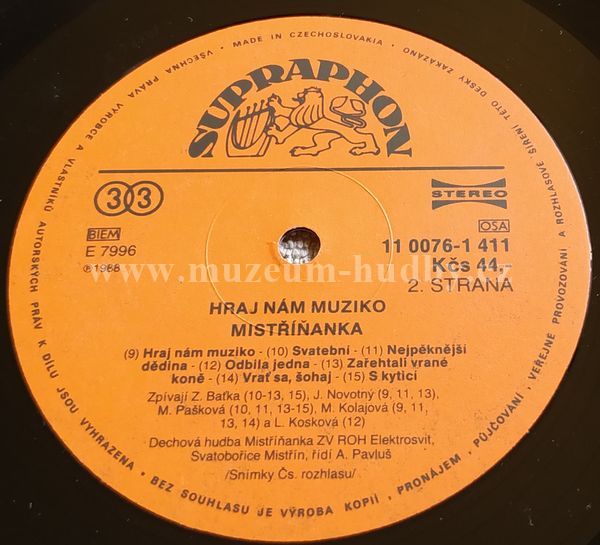 VŠECHNA PRÁVA VÝROBCE A VLASTNÍKŮ AUTORSKÝCH PRÁV K DÍLU JSOU VYHRAZENA • BEZ SOUHLASU JE VÝROBA KOPIÍ, PRONÁJEM, PŮJČOVÁNÍ, VEŘEJNÉ PROVOZOVÁNÍ A ROZHLASOVÉ ŠÍŘENÍ TÉTO DESKY ZAKÁZÁNO
• MADE IN CZECHOSLOVAKIA •
SUPRAPHON
33
STEREO
BIEM
OSA
E 7996
11 0076-1 411
℗1988
Kčs 44,-
www.muzeum-hudby.cz
2. STRANA
HRAJ NÁM MUZIKO
MISTŘÍŇANKA
(9) Hraj nám muziko - (10) Svatební - (11) Nejpěknější
dědina - (12) Odbila jedna - (13) Zařehtali vrané
koně - (14) Vrať sa, šohaj - (15) S kyticí
Zpívají Z. Baťka (10-13, 15), J. Novotný (9, 11, 13),
M. Pašková (10, 11, 13-15), M. Kolajová (9, 11,
13, 14) a L. Kosková (12)
Dechová hudba Mistříňanka ZV ROH Elektrosvit,
Svatobořice Mistřín, řídí A. Pavluš
/Snímky Čs. rozhlasu/